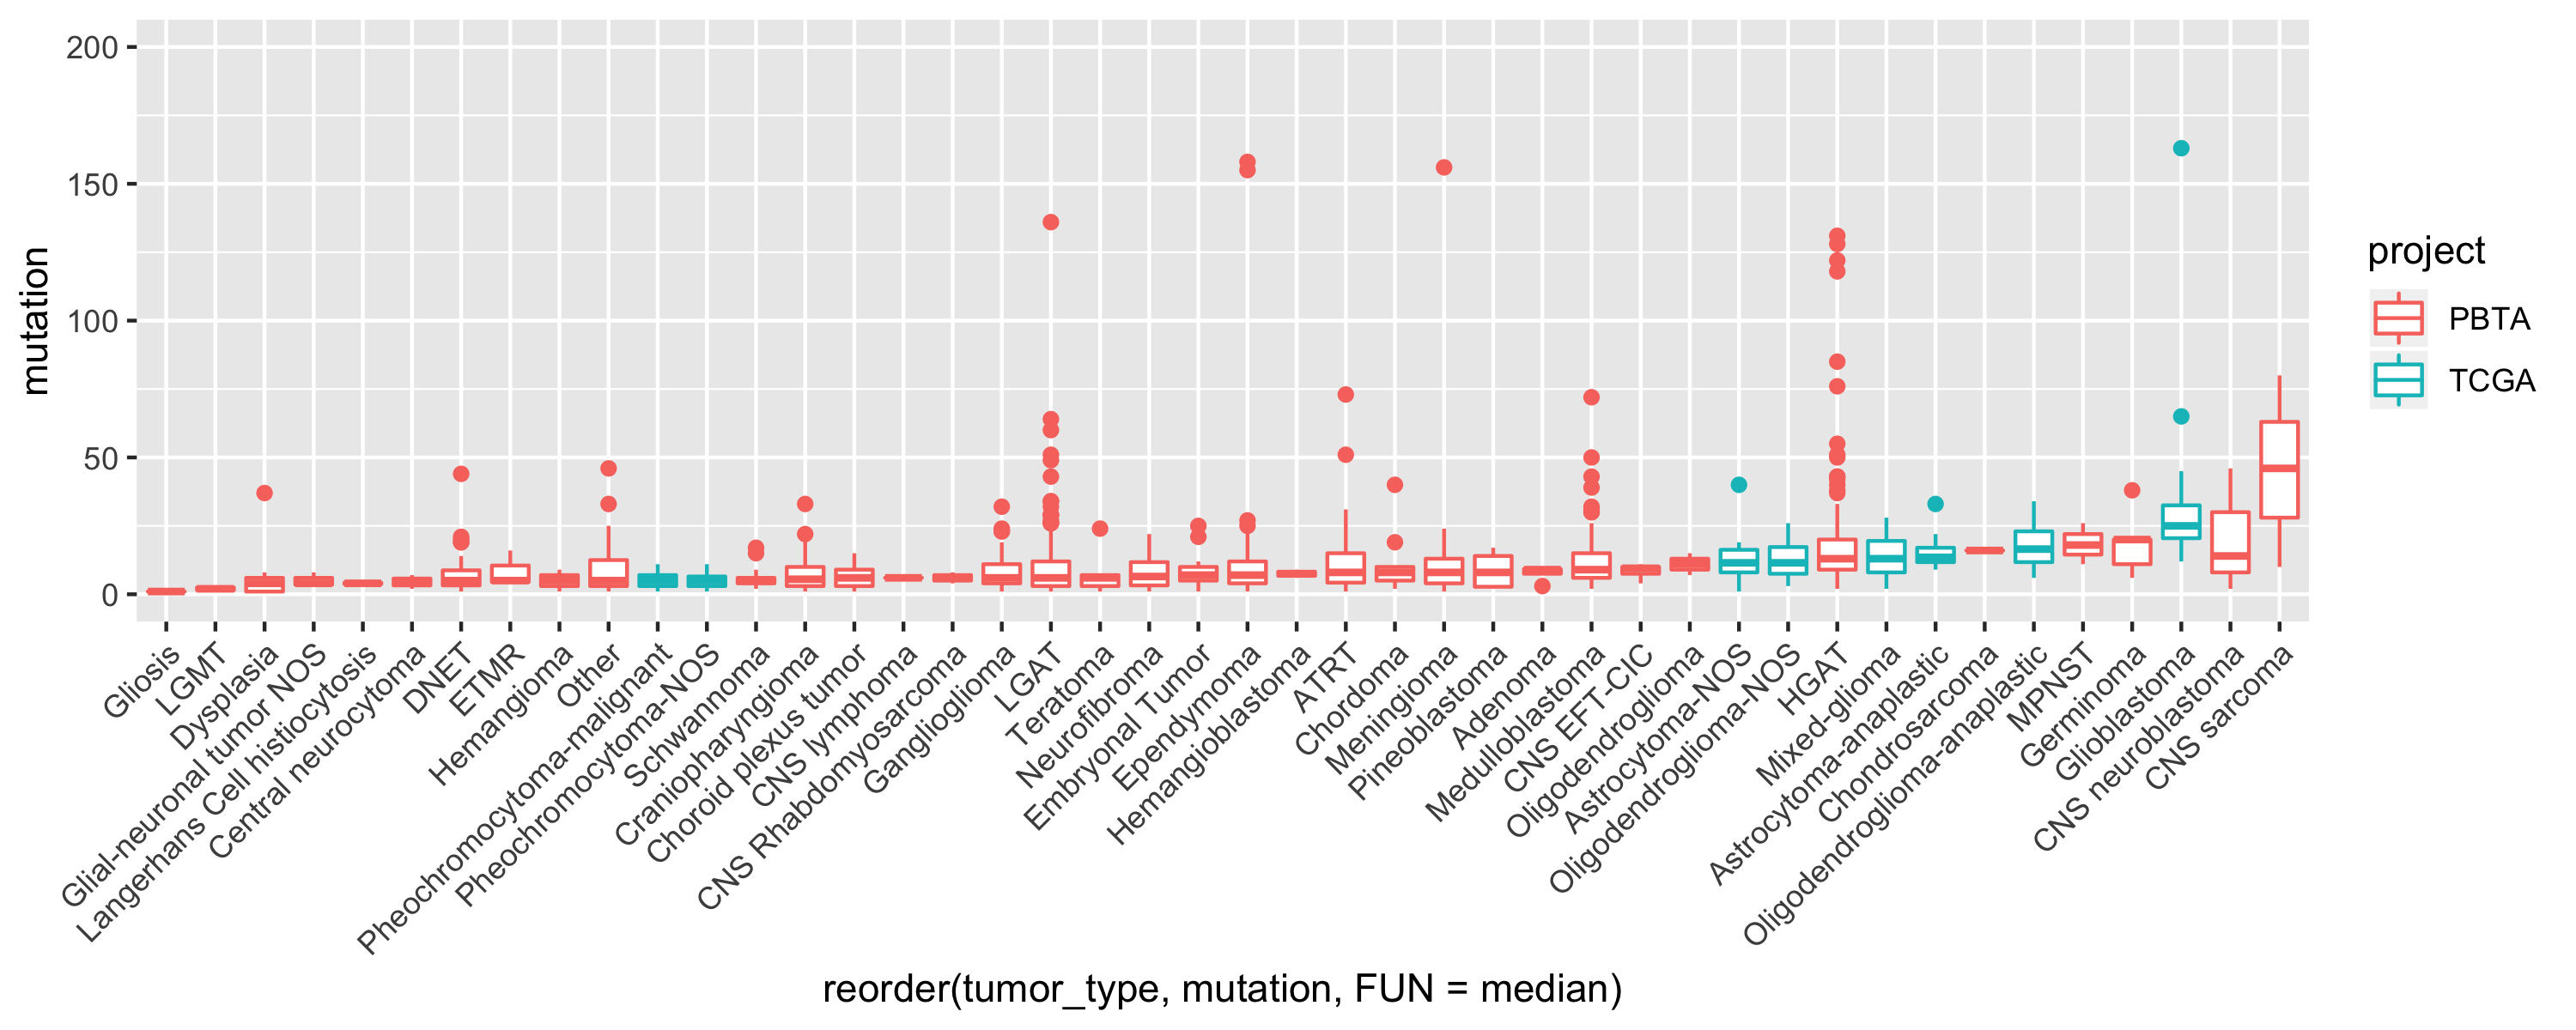 200
150
100
50
0
mutation
Gliosis
LGMT
Dysplasia
Glial-neuronal tumor NOS
Langerhans Cell histiocytosis
Central neurocytoma
DNET
ETMR
Hemangioma
Other
Pheochromocytoma-malignant
Pheochromocytoma-NOS
Schwannoma
Craniopharyngioma
Choroid plexus tumor
CNS lymphoma
CNS Rhabdomyosarcoma
Ganglioglioma
LGAT
Teratoma
Neurofibroma
Embryonal Tumor
Ependymoma
Hemangioblastoma
ATRT
Chordoma
Meningioma
Pineoblastoma
Adenoma
Medulloblastoma
CNS EFT-CIC
Oligodendroglioma
Astrocytoma-NOS
Oligodendroglioma-NOS
HGAT
Mixed-glioma
Astrocytoma-anaplastic
Chondrosarcoma
Oligodendroglioma-anaplastic
MPNST
Germinoma
Glioblastoma
CNS neuroblastoma
CNS sarcoma
reorder(tumor_type, mutation, FUN = median)
project
PBTA
TCGA